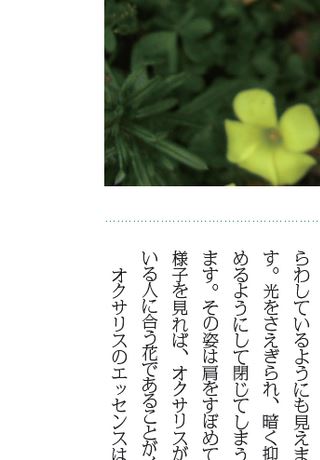 らわしているようにも見えま
す。光をさえぎられ、暗く抑
めるようにして閉じてしまう
ます。その姿は肩をすぼめて
様子を見れば、オクサリスが
いる人に合う花であることが
オクサリスのエッセンスは